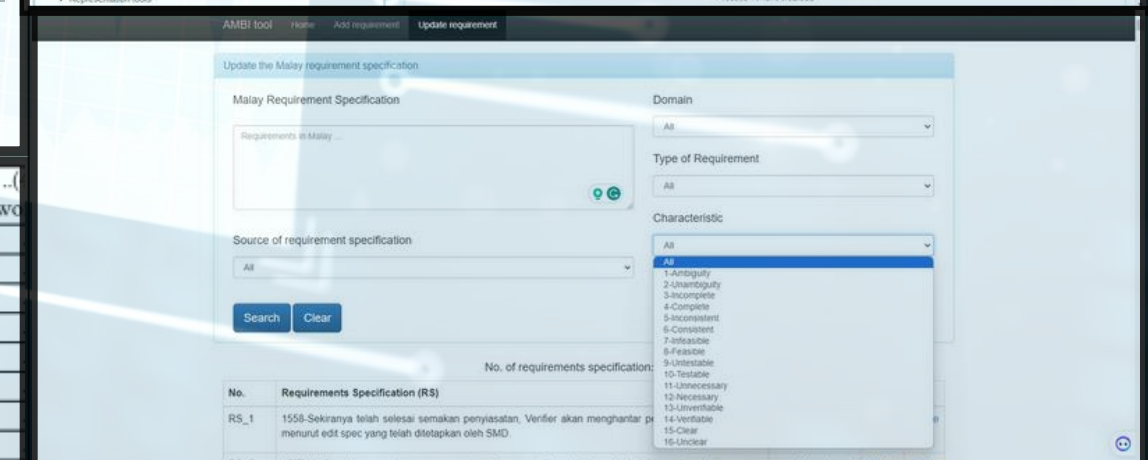 Representation tools
AMBI tool Home Add requirement Update requirement
Update the Malay requirement specification
Malay Requirement Specification
Requirements in Malay ...
Source of requirement specification
All
Search Clear
Domain
All
Type of Requirement
All
Characteristic
All
All
1-Ambiguity
2-Unambiguity
3-Incomplete
4-Complete
5-Inconsistent
6-Consistent
7-Infeasible
8-Feasible
9-Untestable
10-Testable
11-Unnecessary
12-Necessary
13-Unverifiable
14-Verifiable
15-Clear
16-Unclear
No. of requirements specification:
No. Requirements Specification (RS)
RS_1 1558-Sekiranya telah selesai semakan penyiasatan, Verifier akan menghantar pe
menurut edit spec yang telah ditetapkan oleh SMD.
..(
wo